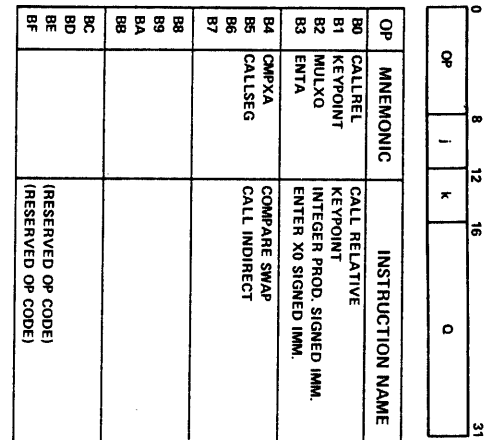 0 8 12 16 31
OP j k Q
OP MNEMONIC INSTRUCTION NAME
B0 CALLREL CALL RELATIVE
B1 KEYPOINT KEYPOINT
B2 MULXQ INTEGER PROD. SIGNED IMM.
B3 ENTA ENTER X0 SIGNED IMM.
B4 CMPXA COMPARE SWAP
B5 CALLSEG CALL INDIRECT
B6
B7
B8
B9
BA
BB
BC
BD
BE (RESERVED OP CODE)
BF (RESERVED OP CODE)